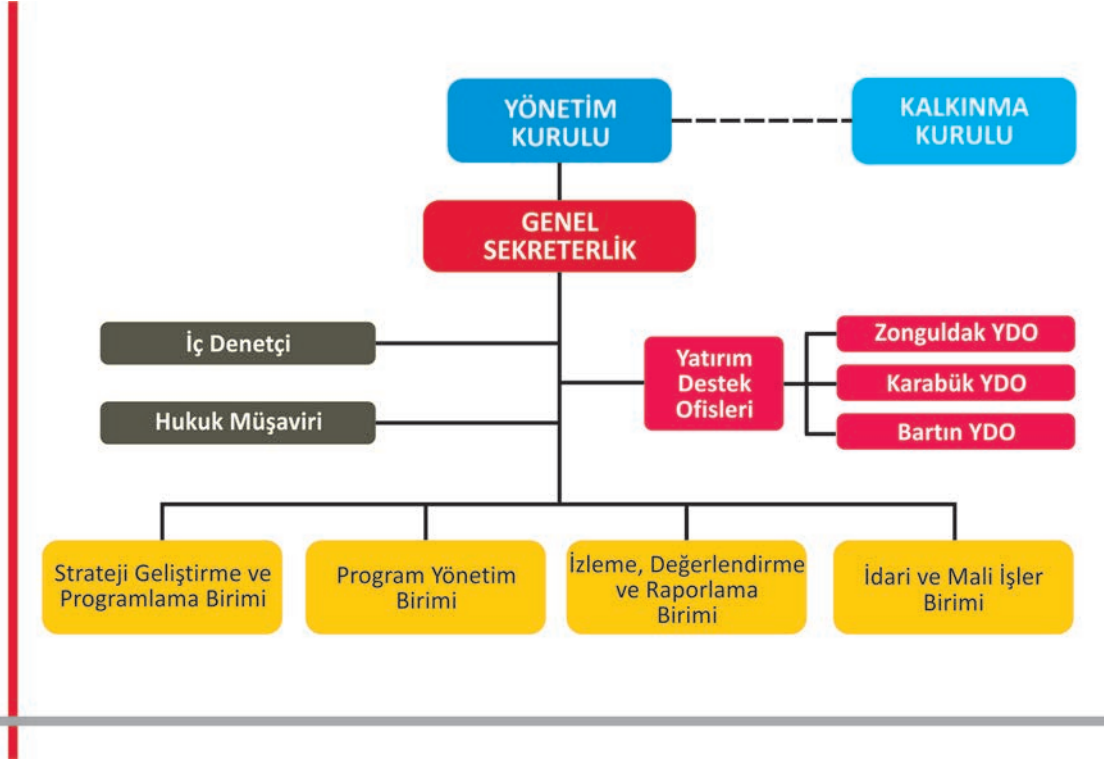 YÖNETİM
KURULU
KALKINMA
KURULU
GENEL
SEKRETERLİK
İç Denetçi
Hukuk Müşaviri
Yatırım
Destek
Ofisleri
Zonguldak YDO
Karabük YDO
Bartın YDO
Strateji Geliştirme ve
Programlama Birimi
Program Yönetim
Birimi
İzleme, Değerlendirme
ve Raporlama
Birimi
İdari ve Mali İşler
Birimi